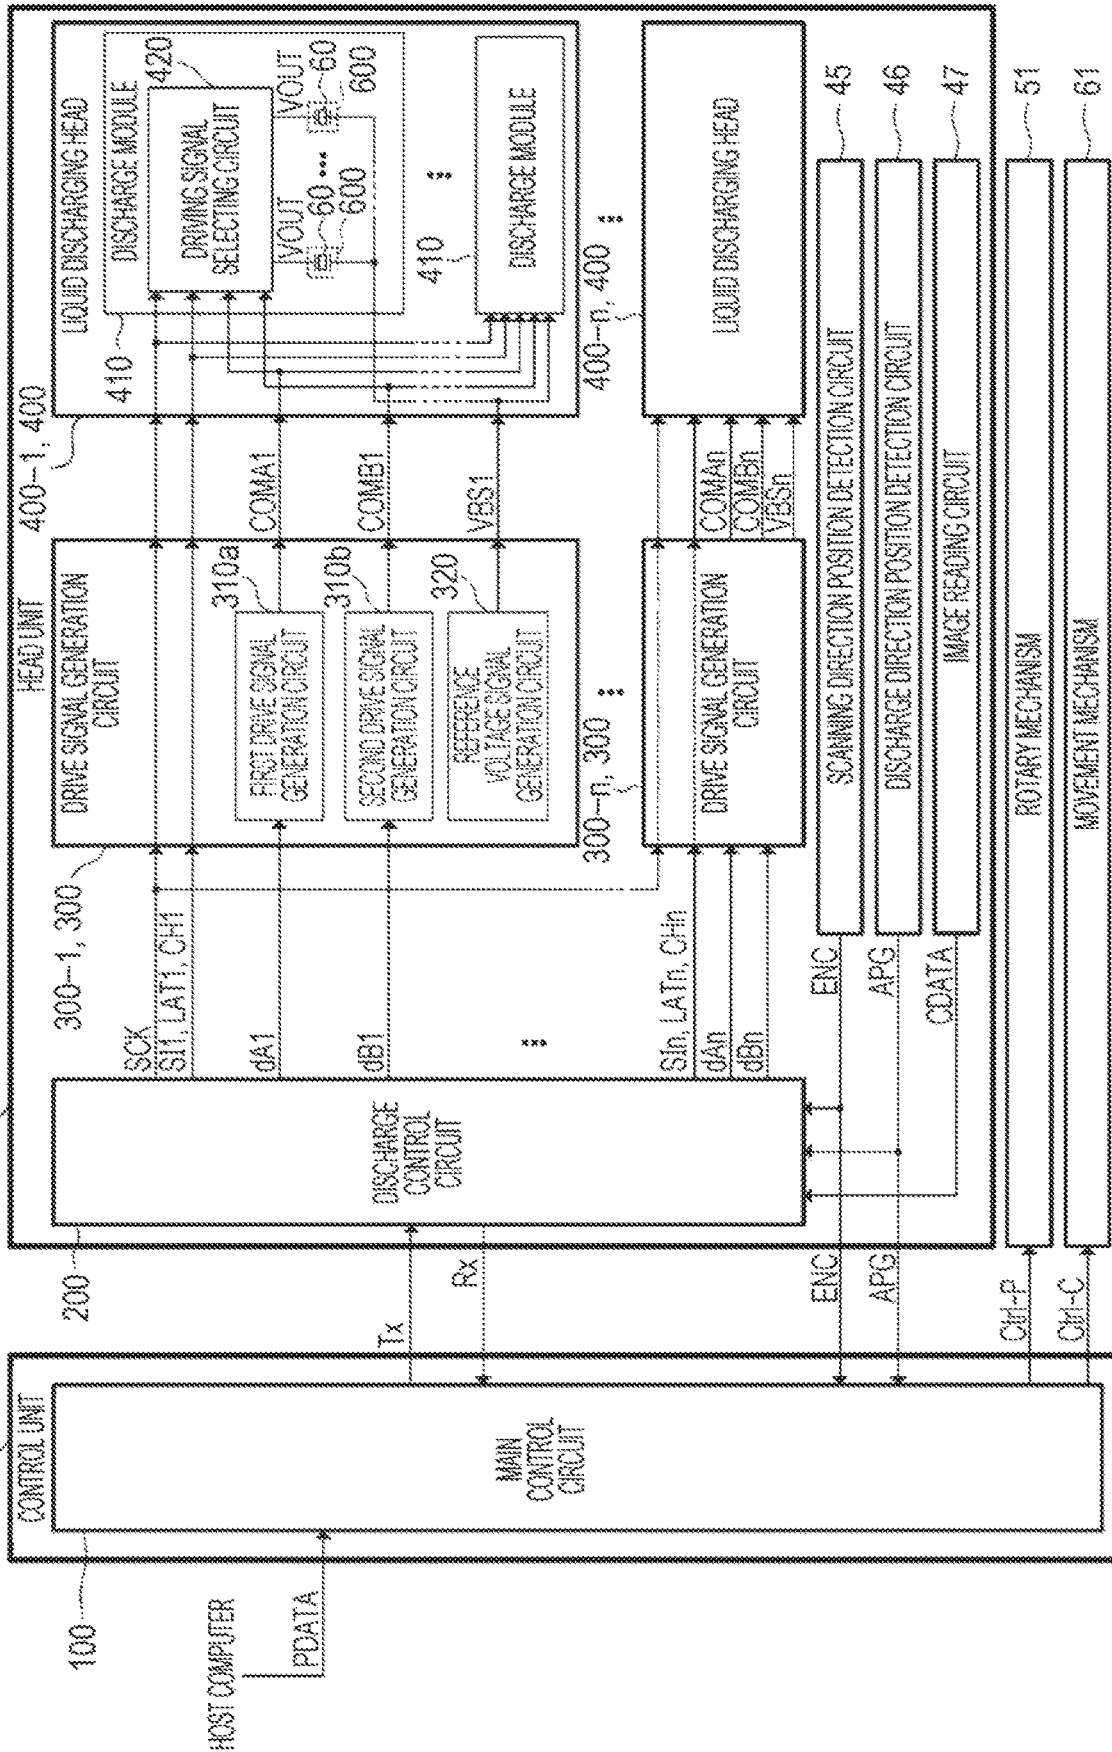 HOST COMPUTER
PDATA
100
CONTROL UNIT
MAIN
CONTROL
CIRCUIT
Tx
Rx
ENC
APG
Ctrl-P
Ctrl-C
200
HEAD UNIT
DISCHARGE
CONTROL
CIRCUIT
SCK
SI1, LAT1, CH1
dA1
dB1
SIn, LATn, CHn
dAn
dBn
ENC
APG
CDATA
300-1, 300
DRIVE SIGNAL GENERATION
CIRCUIT
310a
FIRST DRIVE SIGNAL
GENERATION CIRCUIT
310b
SECOND DRIVE SIGNAL
GENERATION CIRCUIT
320
REFERENCE
VOLTAGE SIGNAL
GENERATION CIRCUIT
300-n, 300
DRIVE SIGNAL GENERATION
CIRCUIT
COMA1
COMB1
VBS1
COMAn
COMBn
VBSn
400-1, 400
LIQUID DISCHARGING HEAD
410
DISCHARGE MODULE
420
DRIVING SIGNAL
SELECTING CIRCUIT
VOUT
60
600
VOUT
60
600
410
DISCHARGE MODULE
400-n, 400
LIQUID DISCHARGING HEAD
SCANNING DIRECTION POSITION DETECTION CIRCUIT
45
DISCHARGE DIRECTION POSITION DETECTION CIRCUIT
46
IMAGE READING CIRCUIT
47
ROTARY MECHANISM
51
MOVEMENT MECHANISM
61